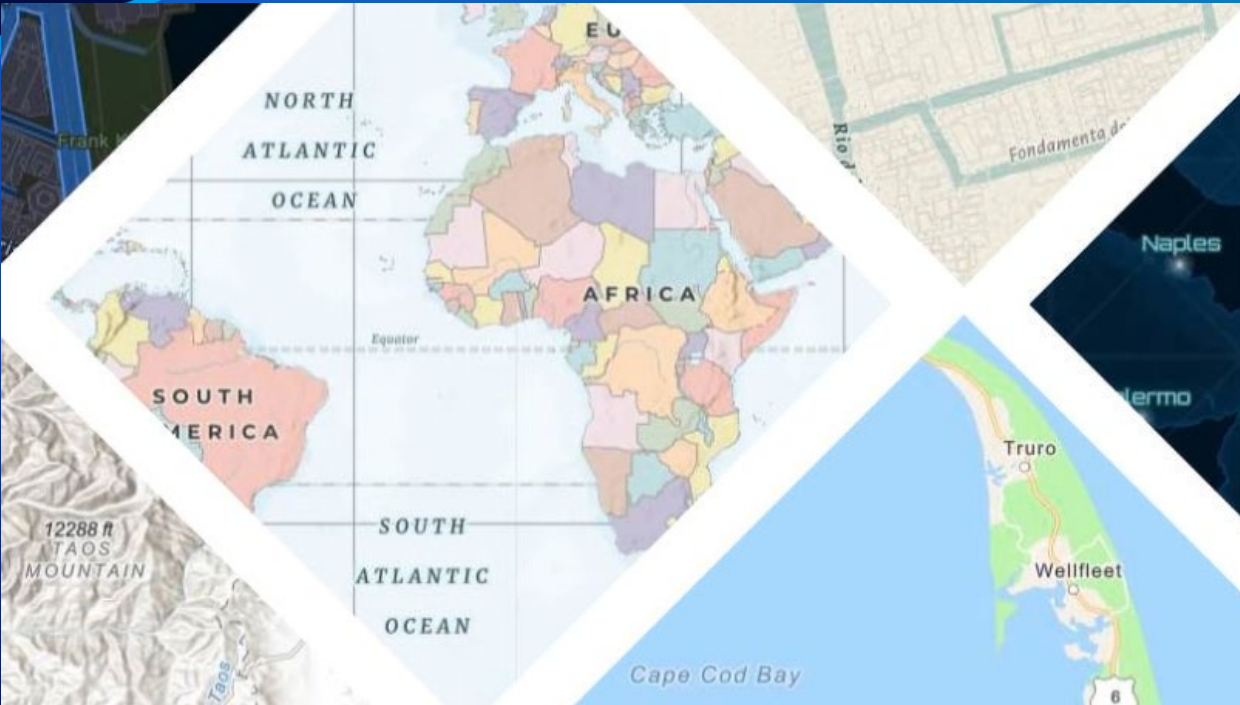 Frank
NORTH
ATLANTIC
OCEAN
EU
Equator
AFRICA
SOUTH
MERICA
SOUTH
ATLANTIC
OCEAN
Rio d
Fondamenta de
Naples
lermo
12288 ft
TAOS
MOUNTAIN
Taos
Truro
Wellfleet
Cape Cod Bay
6